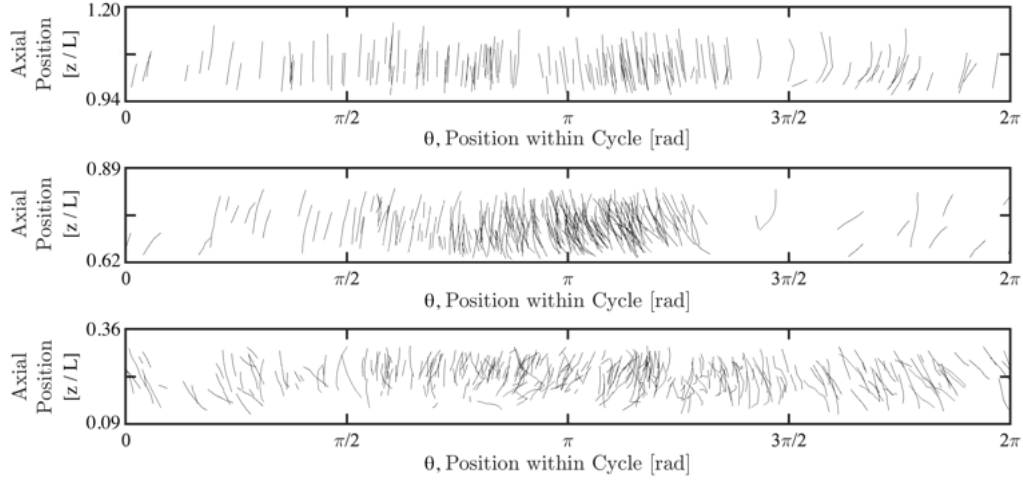 1.20
Axial
Position
[z / L]
0.94
0 π/2 π 3π/2 2π
θ, Position within Cycle [rad]
0.89
Axial
Position
[z / L]
0.62
0 π/2 π 3π/2 2π
θ, Position within Cycle [rad]
0.36
Axial
Position
[z / L]
0.09
0 π/2 π 3π/2 2π
θ, Position within Cycle [rad]